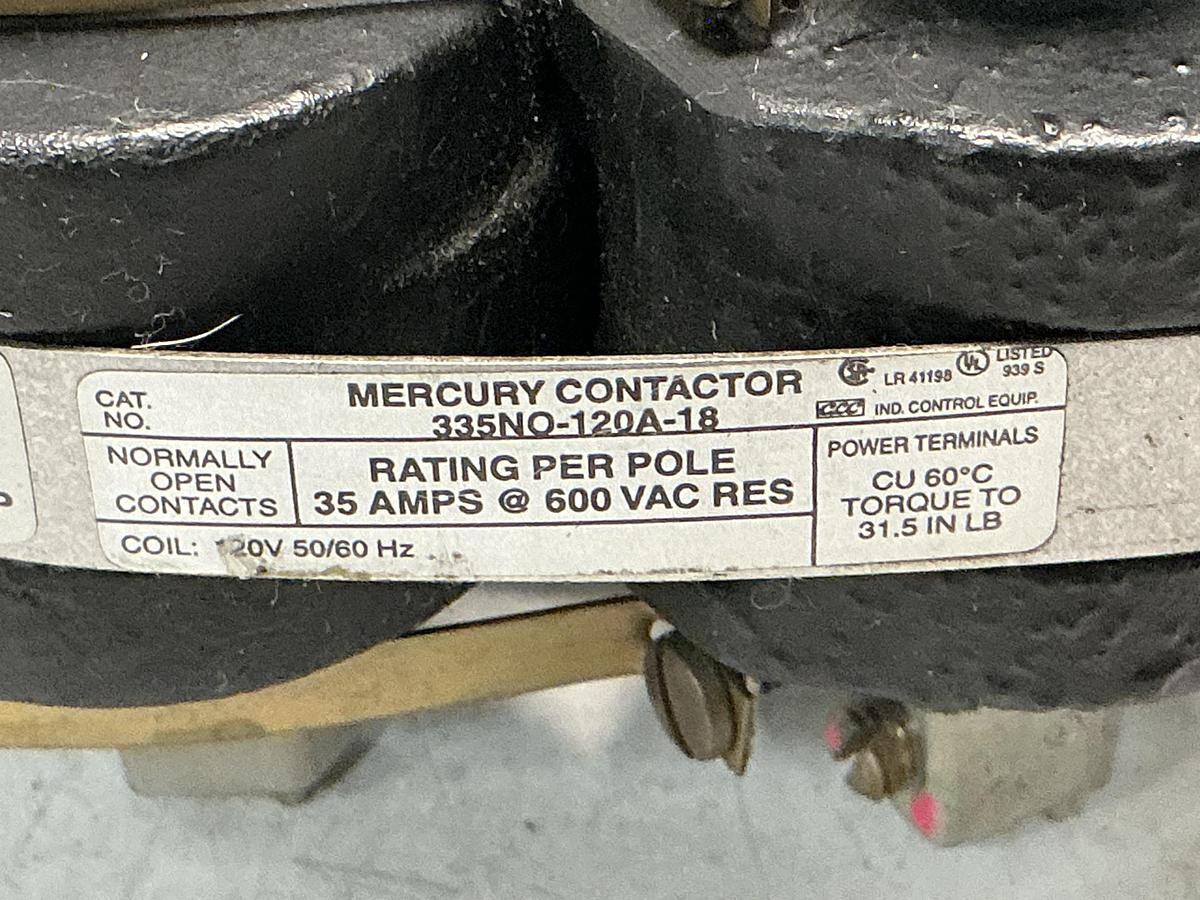 CAT.
NO.
MERCURY CONTACTOR
335NO-120A-18
LR 41198
UL
LISTED
939 S
IND. CONTROL EQUIP.
NORMALLY
OPEN
CONTACTS
RATING PER POLE
35 AMPS @ 600 VAC RES
POWER TERMINALS
CU 60°C
TORQUE TO
31.5 IN LB
COIL: 120V 50/60 Hz